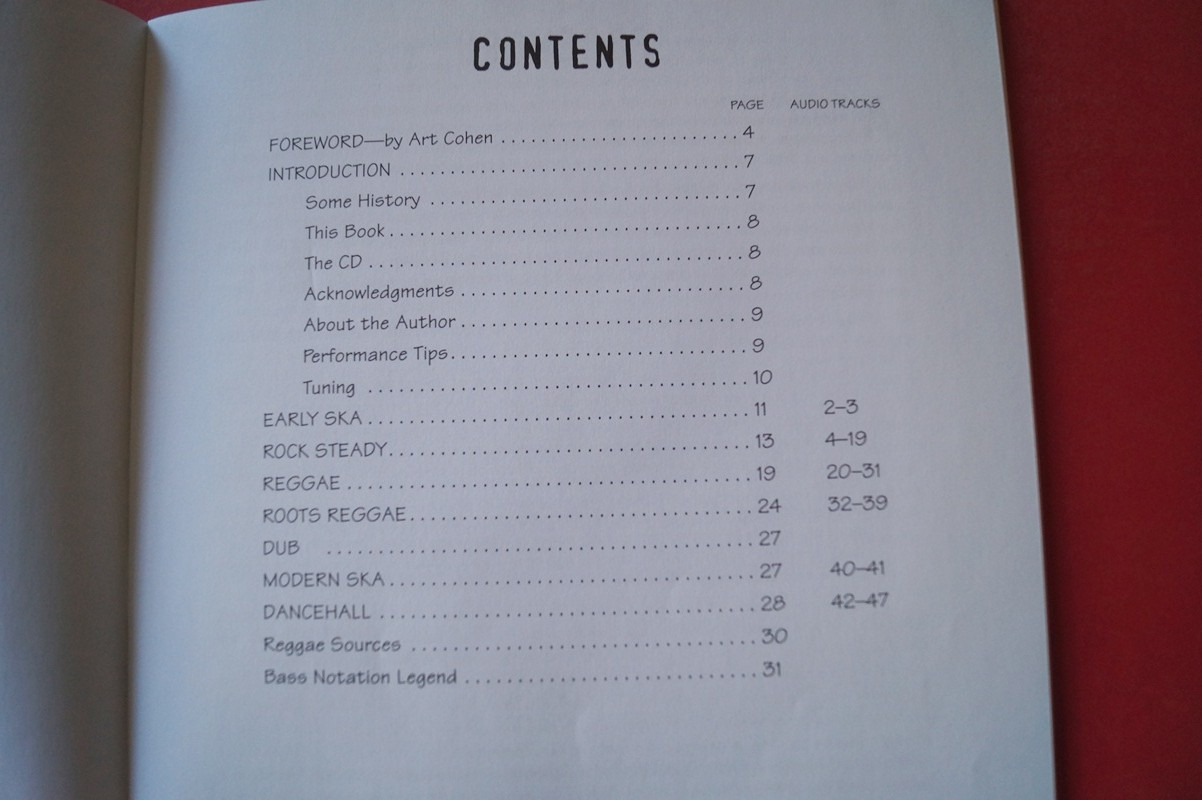 CONTENTS
PAGE AUDIO TRACKS
FOREWORD—by Art Cohen . . . . . . . . . . . . . . . . . . . . . . . . . 4
INTRODUCTION . . . . . . . . . . . . . . . . . . . . . . . . . . . . . . . . . . . 7
Some History . . . . . . . . . . . . . . . . . . . . . . . . . . . . . . . . 7
This Book . . . . . . . . . . . . . . . . . . . . . . . . . . . . . . . . . . . . 8
The CD . . . . . . . . . . . . . . . . . . . . . . . . . . . . . . . . . . . . . . 8
Acknowledgments . . . . . . . . . . . . . . . . . . . . . . . . . . . . 8
About the Author . . . . . . . . . . . . . . . . . . . . . . . . . . . . 9
Performance Tips . . . . . . . . . . . . . . . . . . . . . . . . . . . . . 9
Tuning . . . . . . . . . . . . . . . . . . . . . . . . . . . . . . . . . . . . . . 10
EARLY SKA . . . . . . . . . . . . . . . . . . . . . . . . . . . . . . . . . . . . . . 11 2–3
ROCK STEADY . . . . . . . . . . . . . . . . . . . . . . . . . . . . . . . . . . . 13 4–19
REGGAE . . . . . . . . . . . . . . . . . . . . . . . . . . . . . . . . . . . . . . . . 19 20–31
ROOTS REGGAE . . . . . . . . . . . . . . . . . . . . . . . . . . . . . . . . . 24 32–39
DUB . . . . . . . . . . . . . . . . . . . . . . . . . . . . . . . . . . . . . . . . . . 27
MODERN SKA . . . . . . . . . . . . . . . . . . . . . . . . . . . . . . . . . . . 27 40–41
DANCEHALL . . . . . . . . . . . . . . . . . . . . . . . . . . . . . . . . . . . . 28 42–47
Reggae Sources . . . . . . . . . . . . . . . . . . . . . . . . . . . . . . . . . 30
Bass Notation Legend . . . . . . . . . . . . . . . . . . . . . . . . . . . . 31